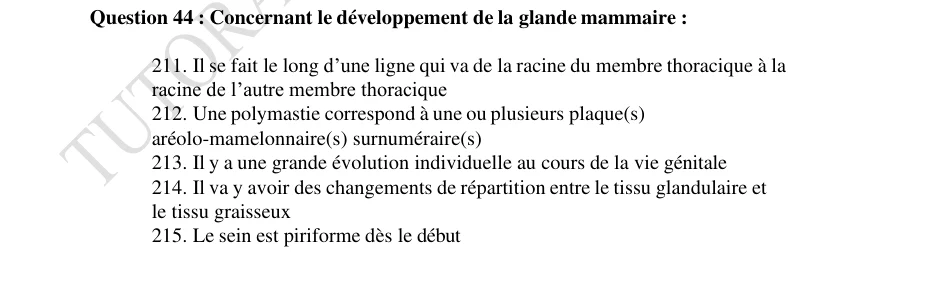 Question 44 : Concernant le développement de la glande mammaire :
211. Il se fait le long d’une ligne qui va de la racine du membre thoracique à la
racine de l’autre membre thoracique
212. Une polymastie correspond à une ou plusieurs plaque(s)
aréolo-mamelonnaire(s) surnuméraire(s)
213. Il y a une grande évolution individuelle au cours de la vie génitale
214. Il va y avoir des changements de répartition entre le tissu glandulaire et
le tissu graisseux
215. Le sein est piriforme dès le début